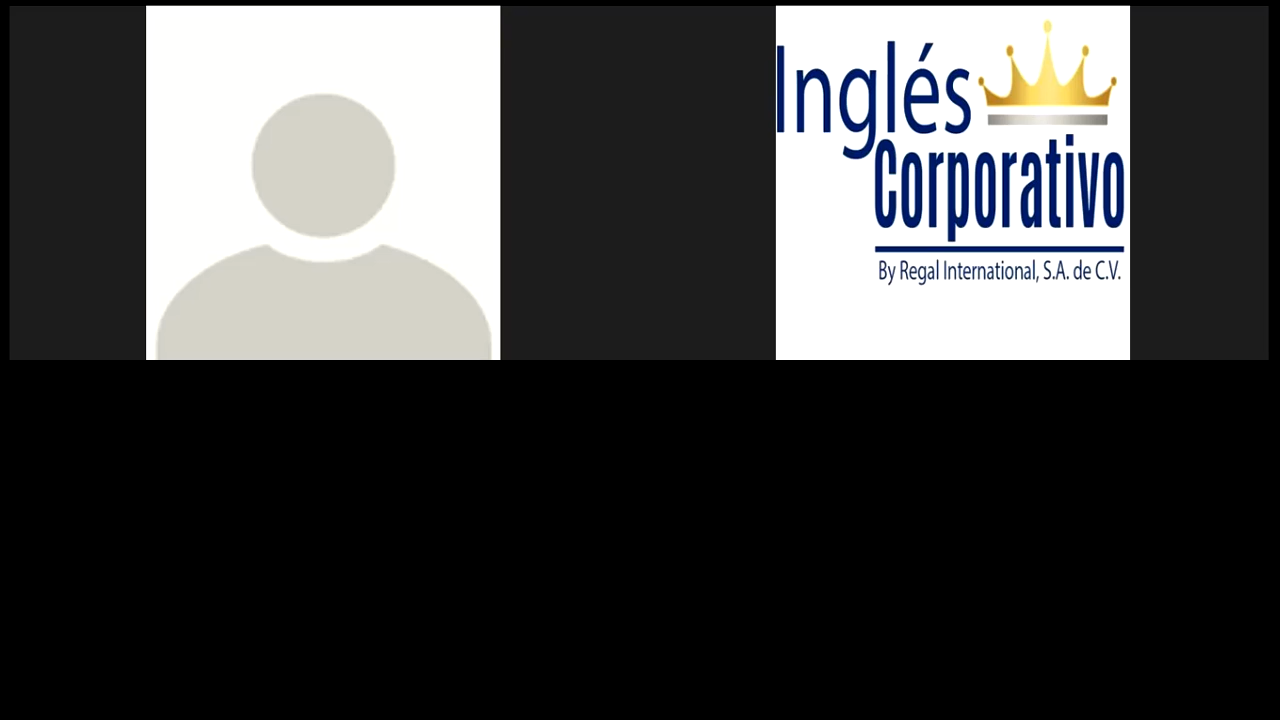 Inglés
Corporativo
By Regal International, S.A. de C.V.